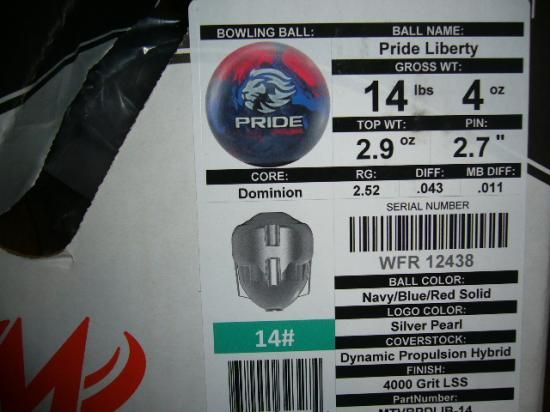 BOWLING BALL:
PRIDE
BALL NAME:
Pride Liberty
GROSS WT:
14 lbs 4 oz
TOP WT: PIN:
2.9 oz 2.7 "
CORE: RG: DIFF: MB DIFF:
Dominion 2.52 .043 .011
SERIAL NUMBER
WFR 12438
BALL COLOR:
Navy/Blue/Red Solid
LOGO COLOR:
Silver Pearl
COVERSTOCK:
Dynamic Propulsion Hybrid
FINISH:
4000 Grit LSS
PartNumber:
MTVBPRDLIB-14
14#